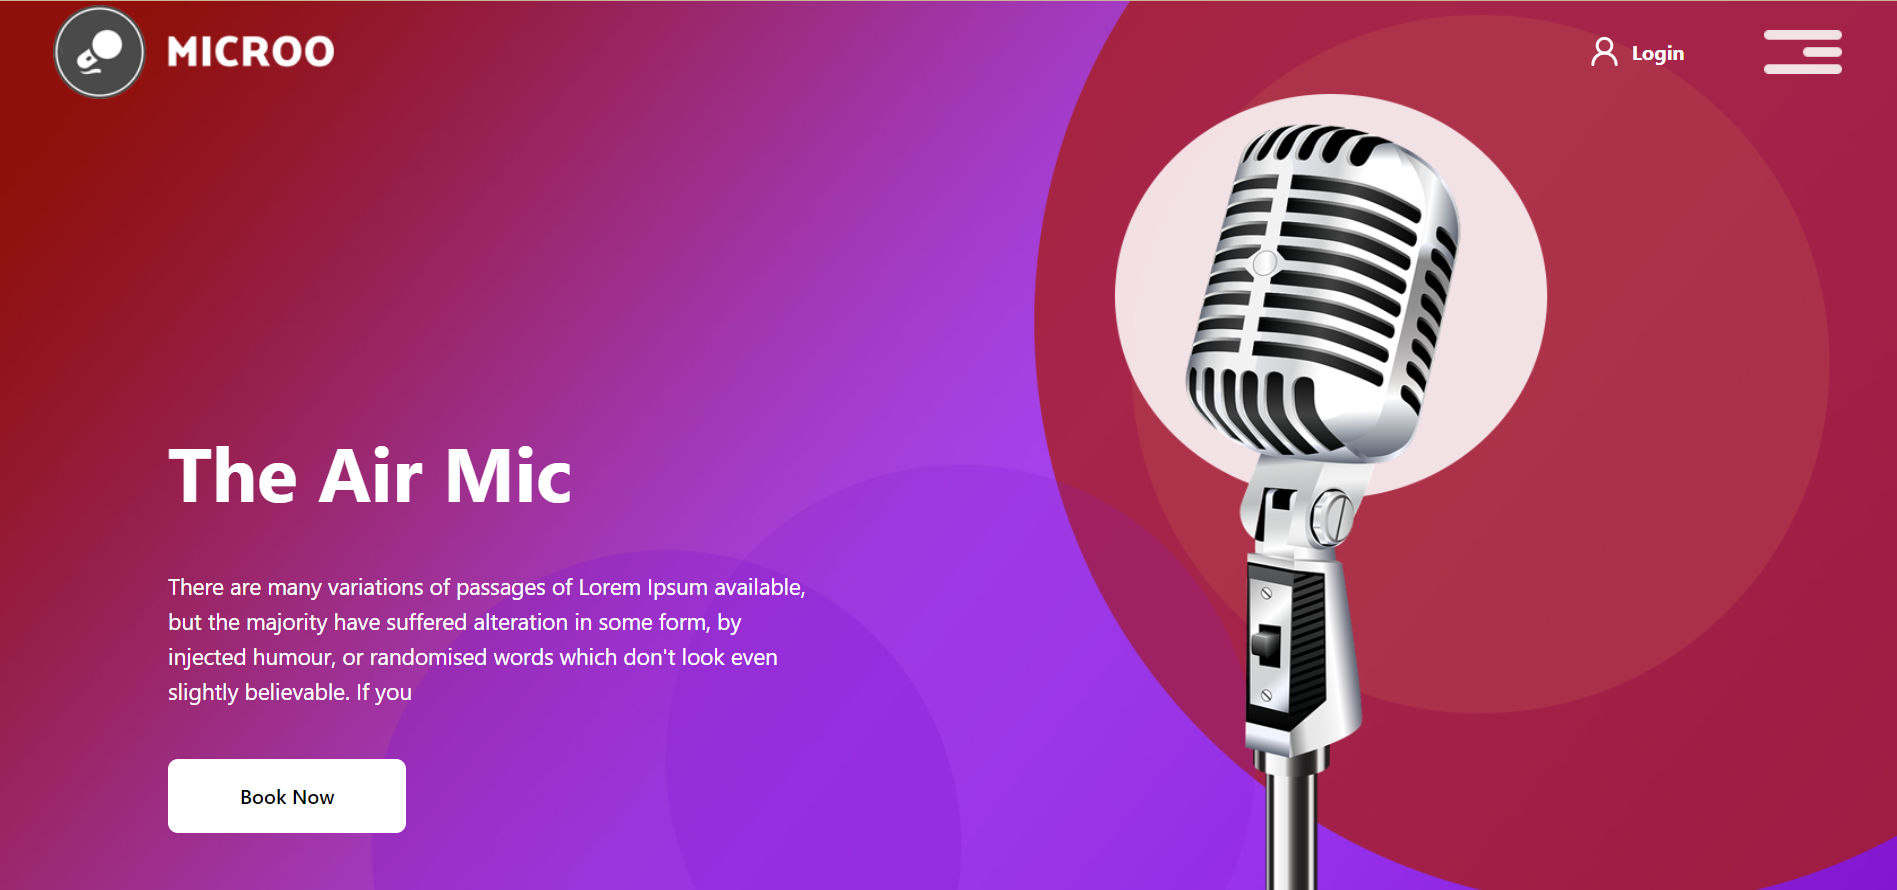 MICROO
Login
The Air Mic
There are many variations of passages of Lorem Ipsum available,
but the majority have suffered alteration in some form, by
injected humour, or randomised words which don't look even
slightly believable. If you
Book Now